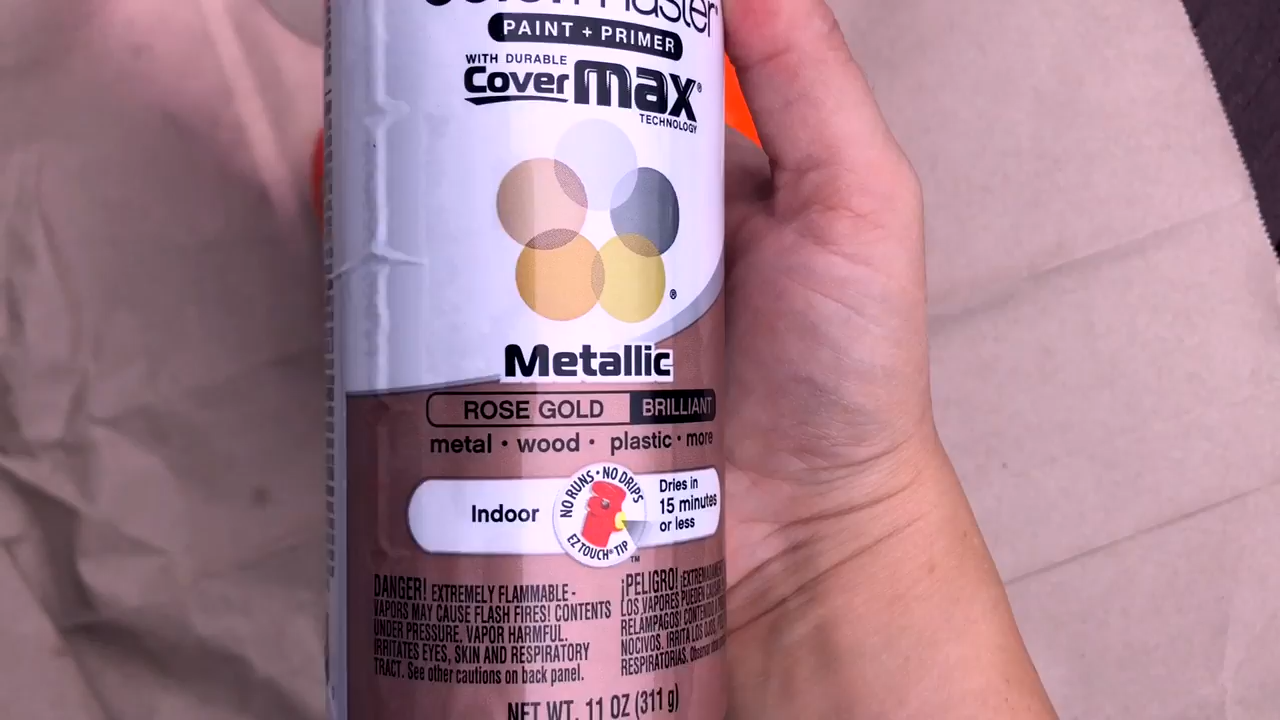 PAINT + PRIMER
WITH DURABLE
Cover max®
TECHNOLOGY
®
Metallic
ROSE GOLD BRILLIANT
metal • wood • plastic • more
Indoor
NO RUNS • NO DRIPS
EZ TOUCH® TIP
™
Dries in
15 minutes
or less
DANGER! EXTREMELY FLAMMABLE -
VAPORS MAY CAUSE FLASH FIRES! CONTENTS
UNDER PRESSURE. VAPOR HARMFUL.
IRRITATES EYES, SKIN AND RESPIRATORY
TRACT. See other cautions on back panel.
¡PELIGRO!
LOS VAPORES PUEDEN
RELAMPAGOS! CONTENIDO
NOCIVOS. IRRITA LOS OJOS,
RESPIRATORIAS.
NET WT. 11 OZ (311 g)